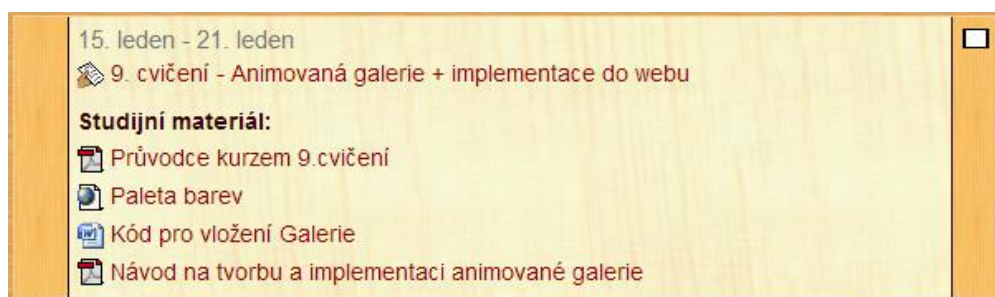 15. leden - 21. leden
9. cvičení - Animovaná galerie + implementace do webu
Studijní materiál:
Průvodce kurzem 9.cvičení
Paleta barev
Kód pro vložení Galerie
Návod na tvorbu a implementaci animované galerie